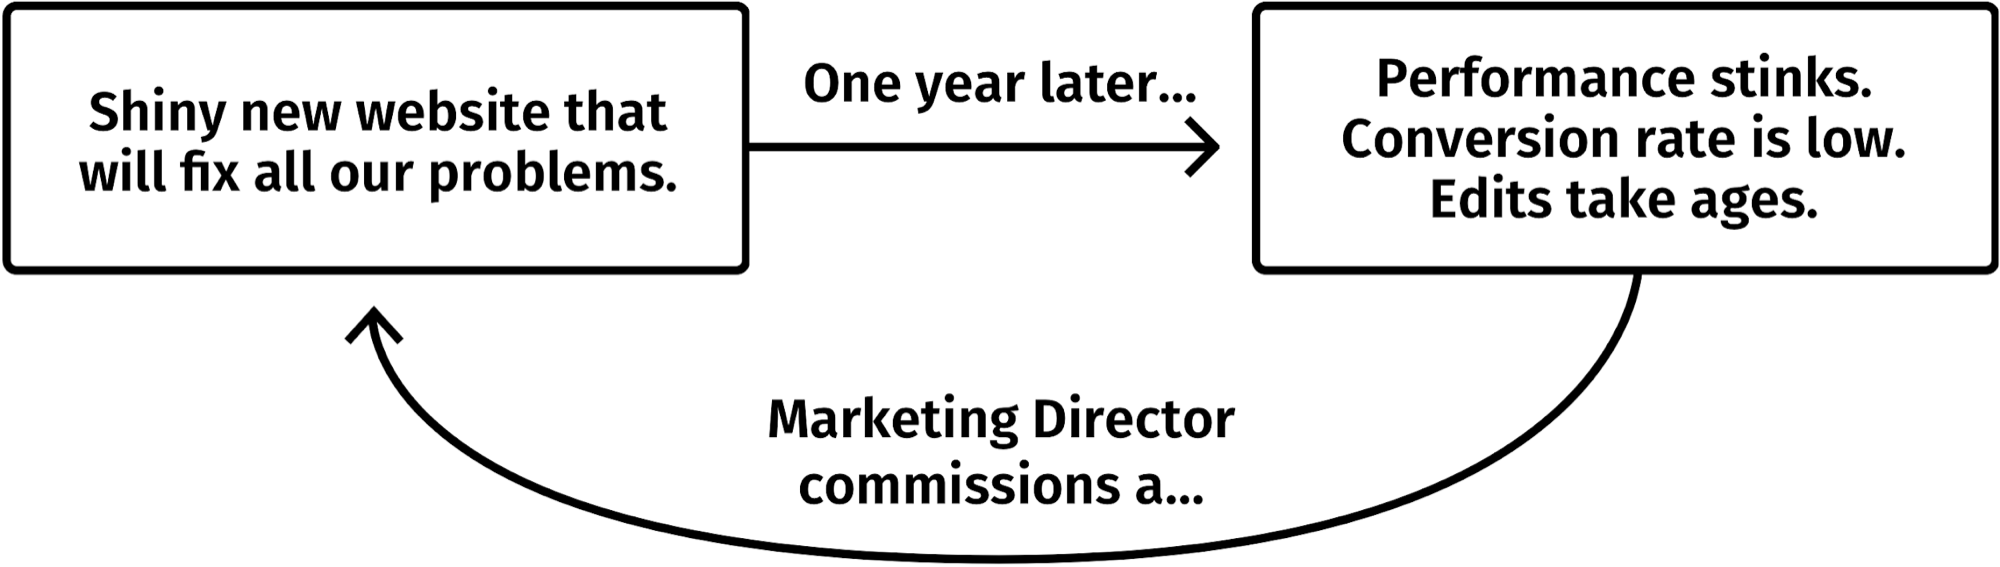 Shiny new website that
will fix all our problems.
One year later...
Performance stinks.
Conversion rate is low.
Edits take ages.
Marketing Director
commissions a...